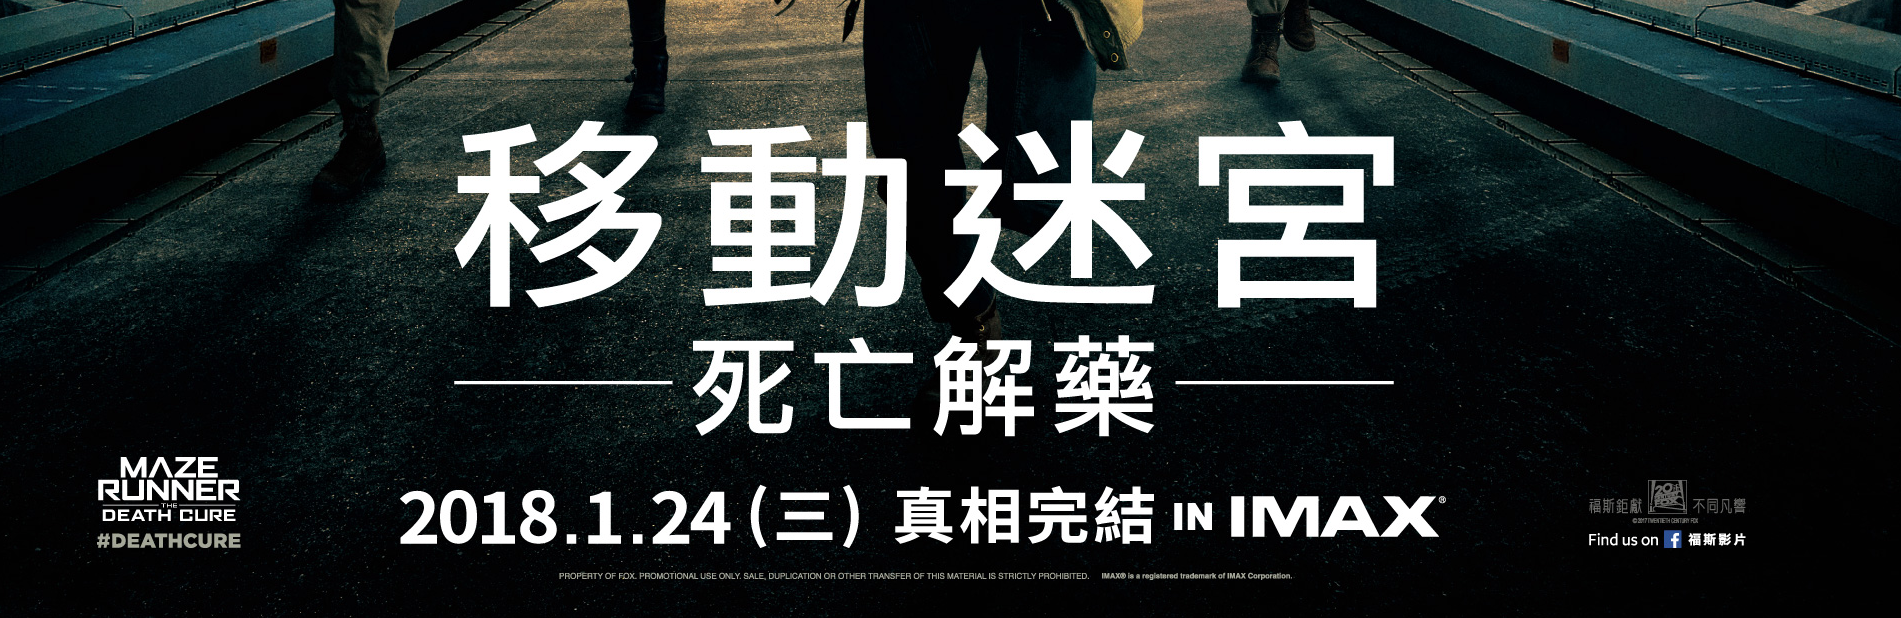 移動迷宮
死亡解藥
MAZE
RUNNER
THE
DEATH CURE
#DEATHCURE
2018.1.24 (三) 真相完結 IN IMAX®
福斯鉅獻 20 不同凡響
© 2017 TWENTIETH CENTURY FOX
Find us on f 福斯影片
PROPERTY OF FOX. PROMOTIONAL USE ONLY. SALE, DUPLICATION OR OTHER TRANSFER OF THIS MATERIAL IS STRICTLY PROHIBITED. IMAX® is a registered trademark of IMAX Corporation.